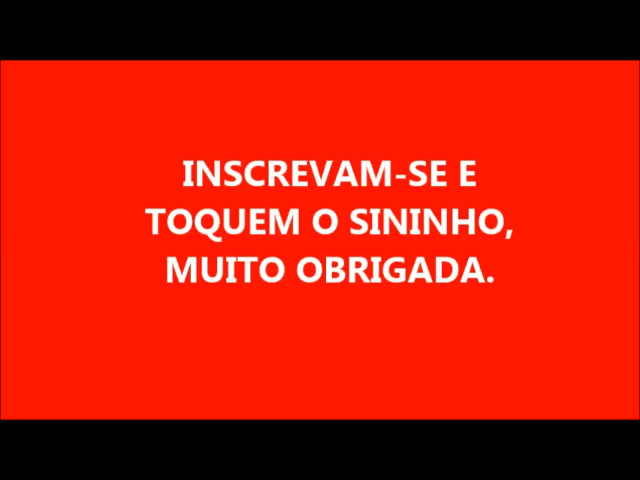 INSCREVAM-SE E
TOQUEM O SININHO,
MUITO OBRIGADA.